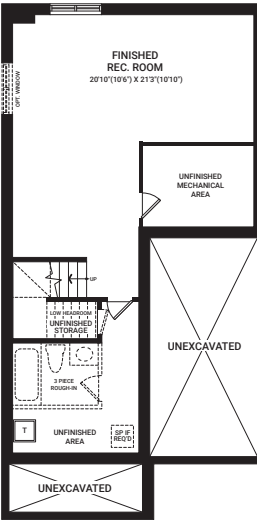 FINISHED
REC. ROOM
20'10"(10'6") X 21'3"(10'10")
OPT. WINDOW
UNFINISHED
MECHANICAL
AREA
UP
LOW HEADROOM
UNFINISHED
STORAGE
UNEXCAVATED
3 PIECE
ROUGH-IN
T
UNFINISHED
AREA
SP IF
REQ'D
UNEXCAVATED